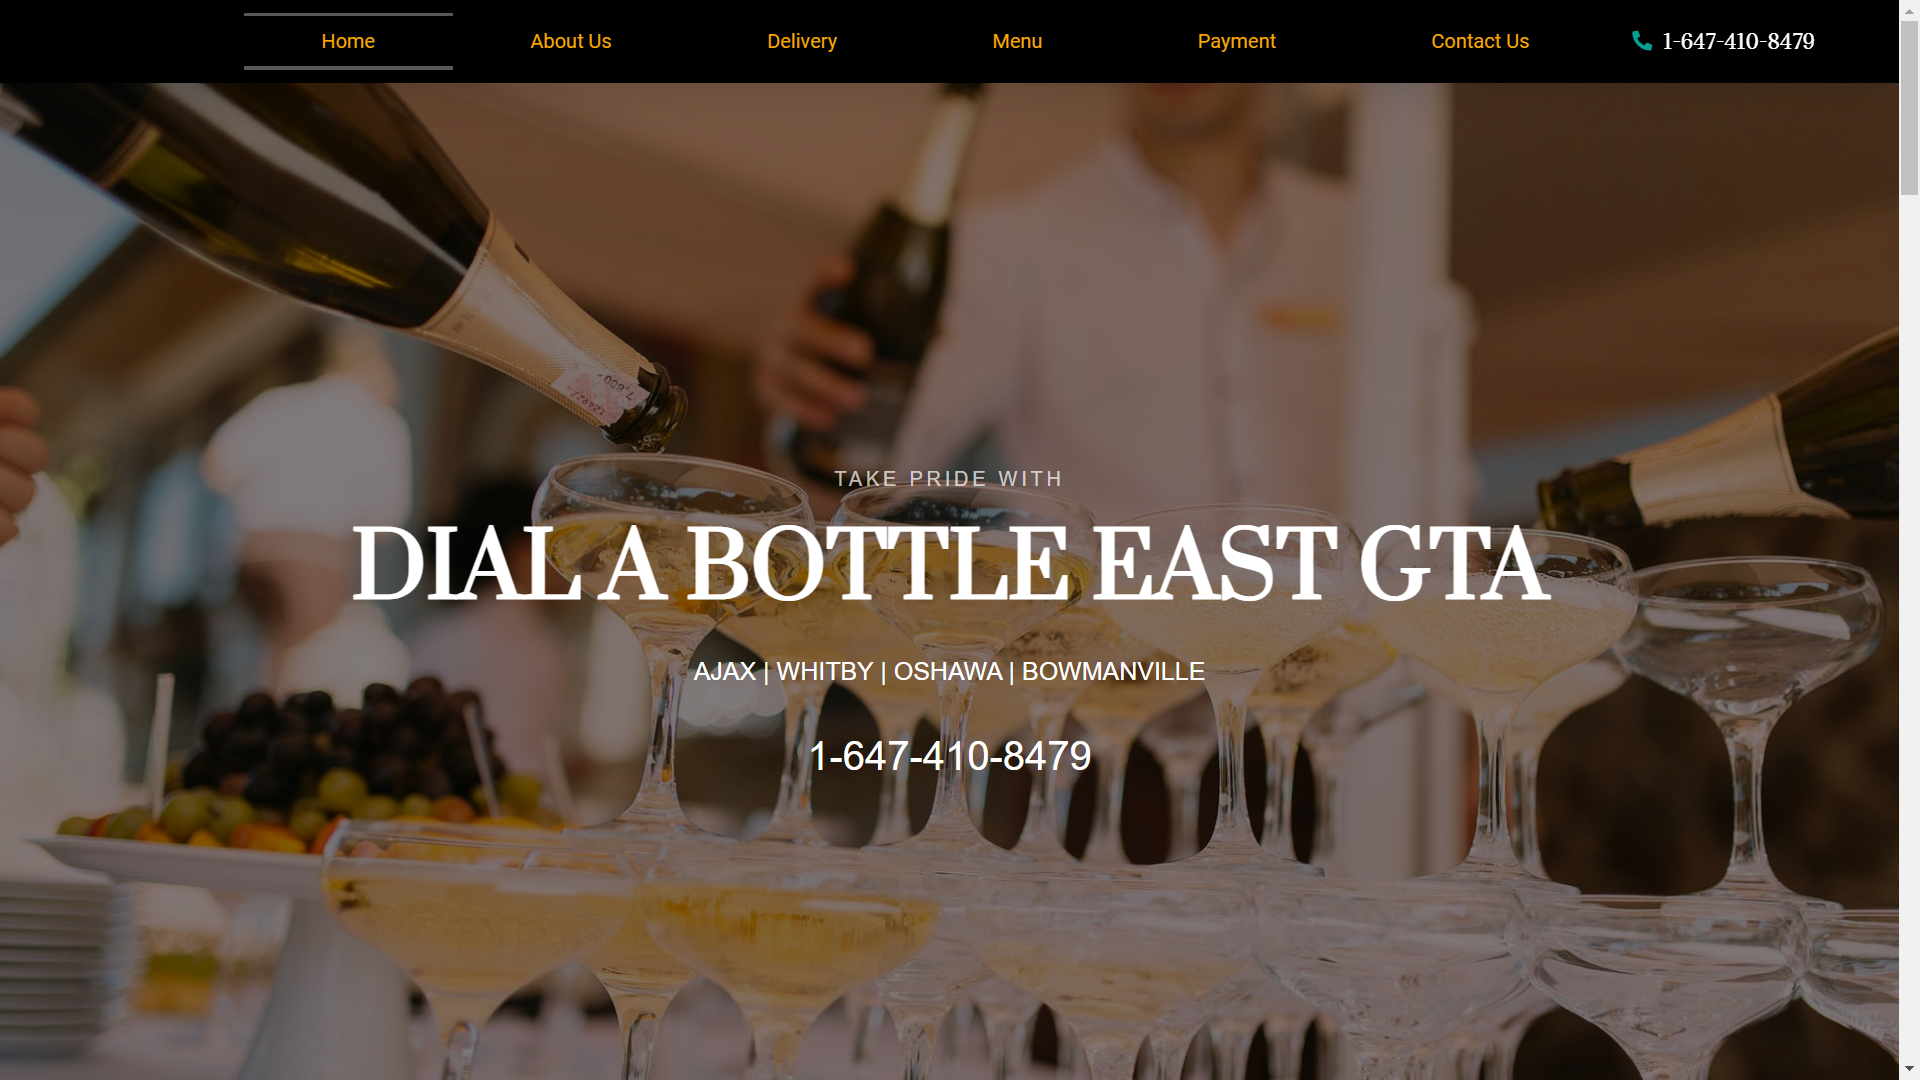 Home
About Us
Delivery
Menu
Payment
Contact Us
1-647-410-8479
TAKE PRIDE WITH
DIAL A BOTTLE EAST GTA
AJAX | WHITBY | OSHAWA | BOWMANVILLE
1-647-410-8479